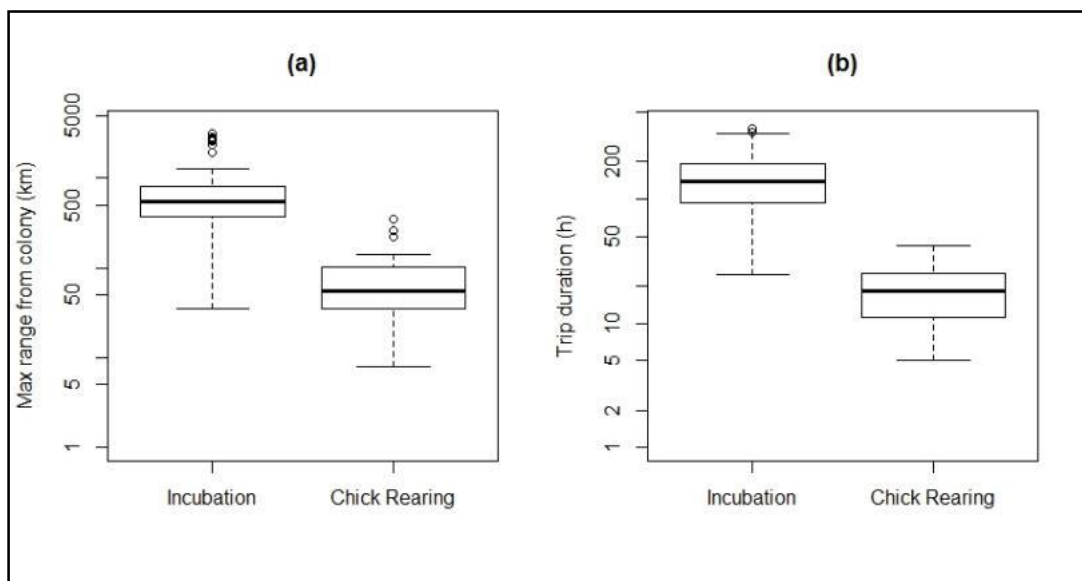 (a)
Max range from colony (km)
5000
500
50
5
1
Incubation Chick Rearing
(b)
Trip duration (h)
200
50
10
5
2
1
Incubation Chick Rearing